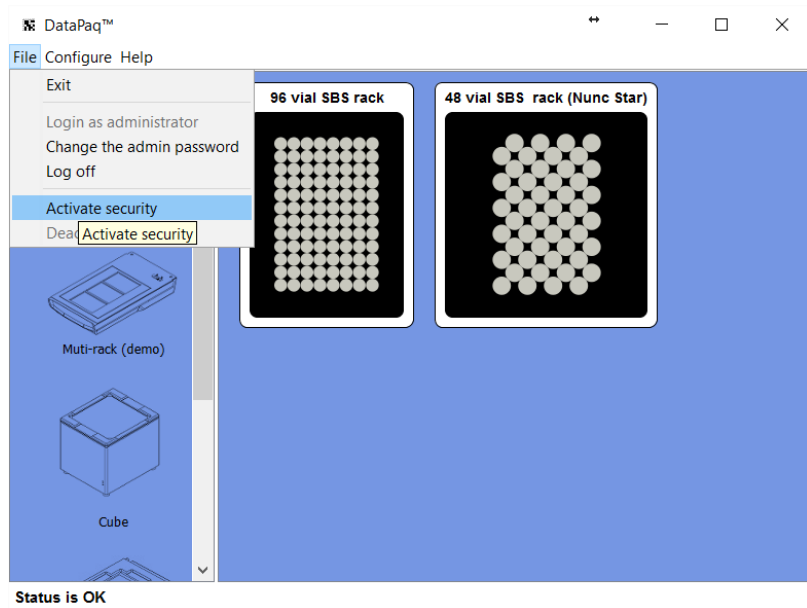 DataPaq™
File Configure Help
Exit
Login as administrator
Change the admin password
Log off
Activate security
Activate security
96 vial SBS rack
48 vial SBS rack (Nunc Star)
Muti-rack (demo)
Cube
Status is OK